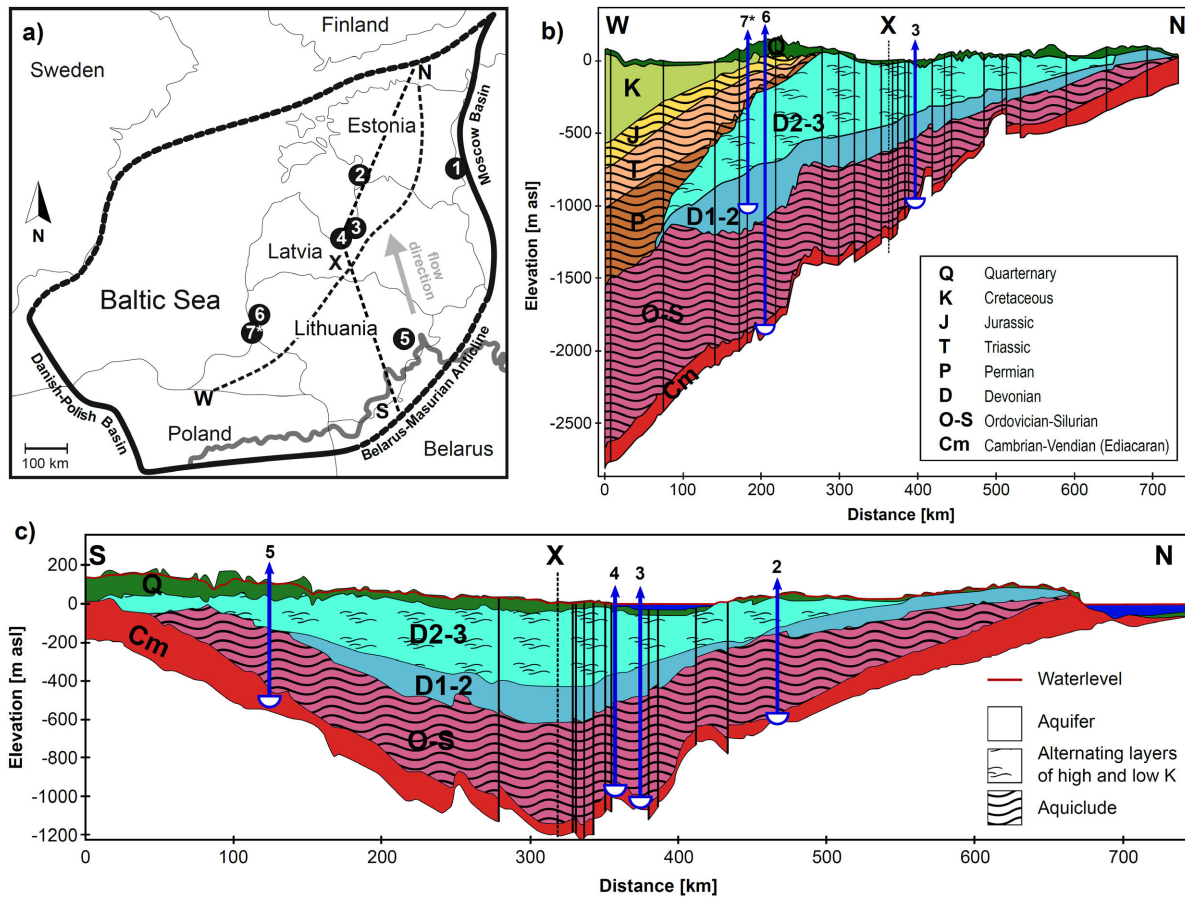 a)
Finland
Sweden
N
Estonia
Moscow Basin
1
2
N
3
4
Latvia
X
flow
direction
Baltic Sea
6
7*
Lithuania
5
Danish-Polish
Basin
W
S
Belarus-Masurian Anticline
Poland
Belarus
100 km
b)
W
7*
6
X
3
N
Q
0
K
D2-3
-500
J
T
-1000
P
D1-2
-1500
O-S
-2000
Cm
-2500
Elevation [m asl]
0
100
200
300
400
500
600
700
Distance [km]
Q Quarternary
K Cretaceous
J Jurassic
T Triassic
P Permian
D Devonian
O-S Ordovician-Silurian
Cm Cambrian-Vendian (Ediacaran)
c)
S
5
X
4
3
2
N
200
Q
0
D2-3
-200
Cm
D1-2
-400
-600
O-S
-800
-1000
-1200
Elevation [m asl]
0
100
200
300
400
500
600
700
Distance [km]
Waterlevel
Aquifer
Alternating layers
of high and low K
Aquiclude